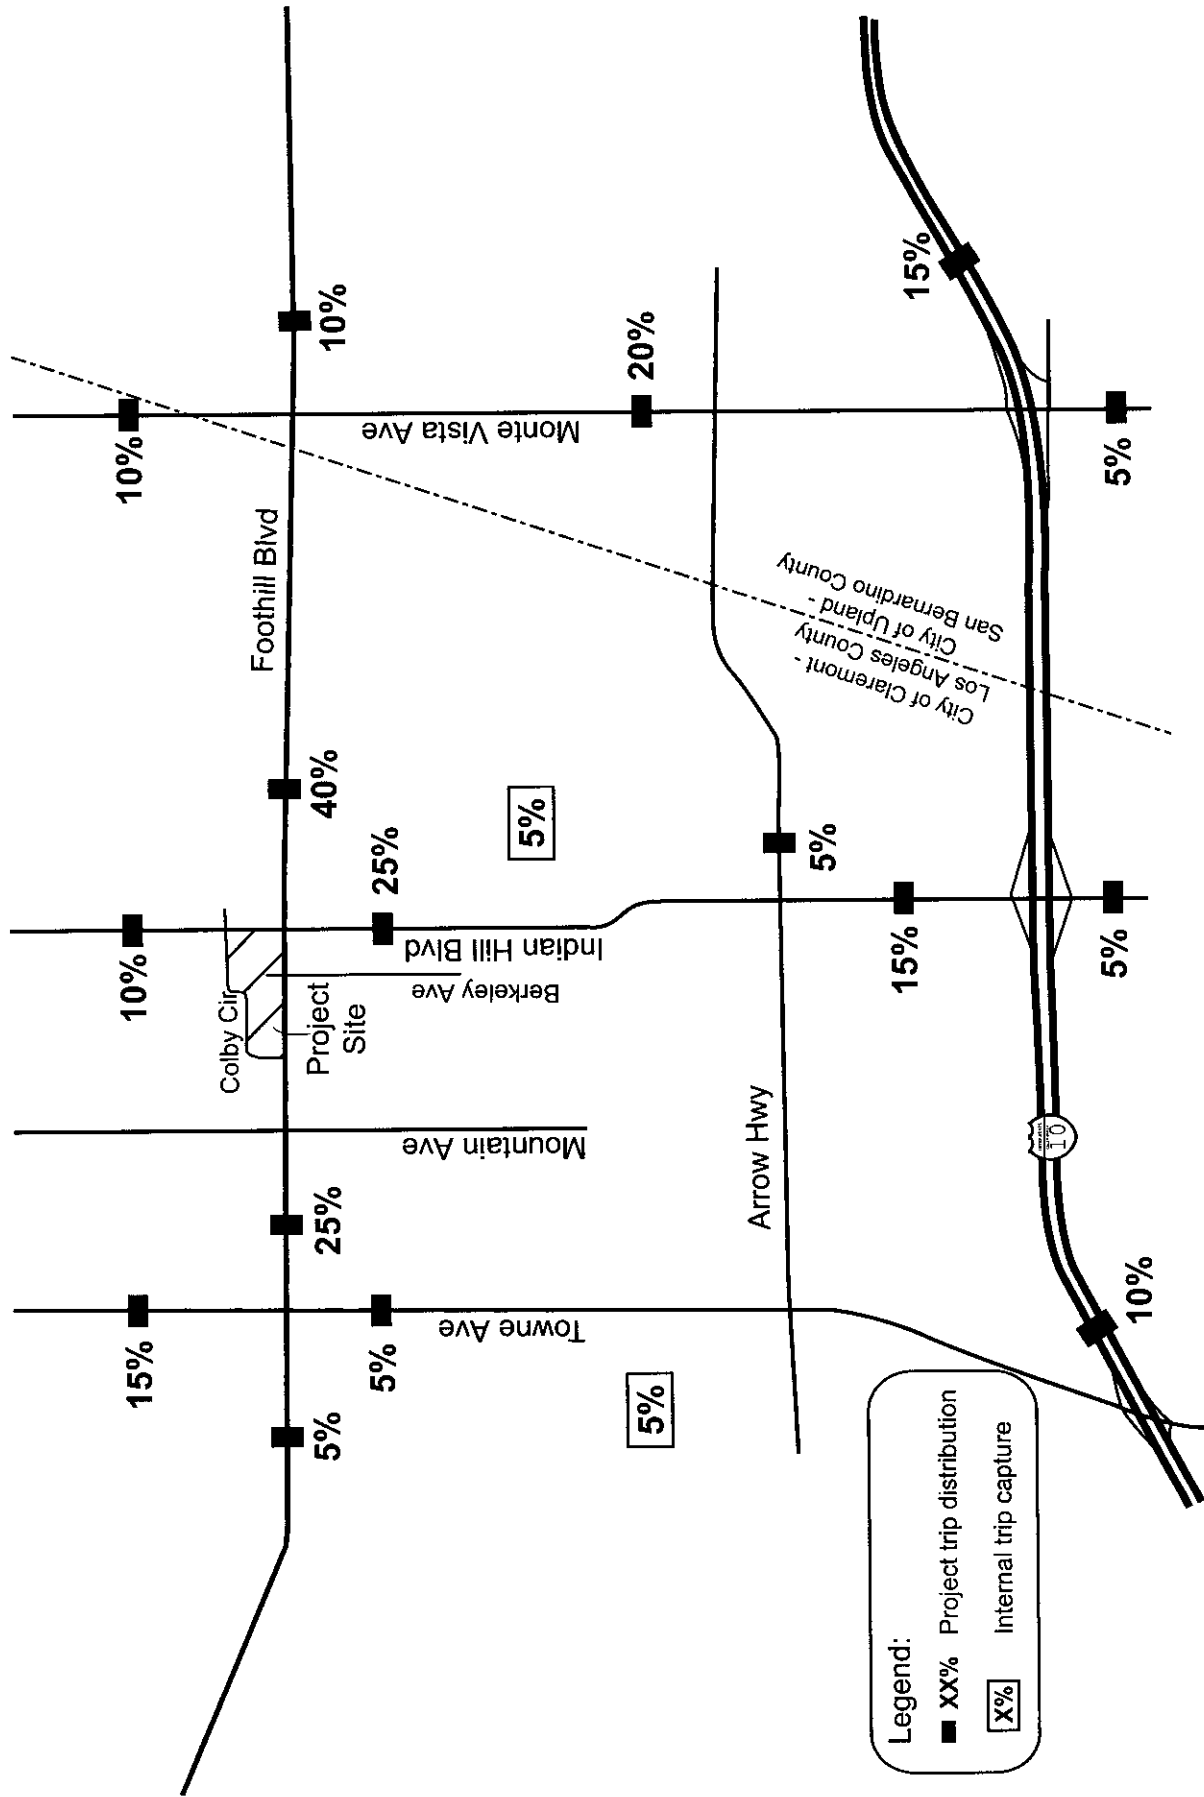 10%
10%
15%
Colby Cir
Foothill Blvd
Project
Site
5%
25%
40%
10%
5%
25%
Towne Ave
Mountain Ave
Berkeley Ave
Indian Hill Blvd
Monte Vista Ave
5%
5%
20%
Arrow Hwy
5%
City of Claremont -
Los Angeles County
City of Upland -
San Bernardino County
15%
15%
10
10%
5%
5%
Legend:
XX% Project trip distribution
X% Internal trip capture